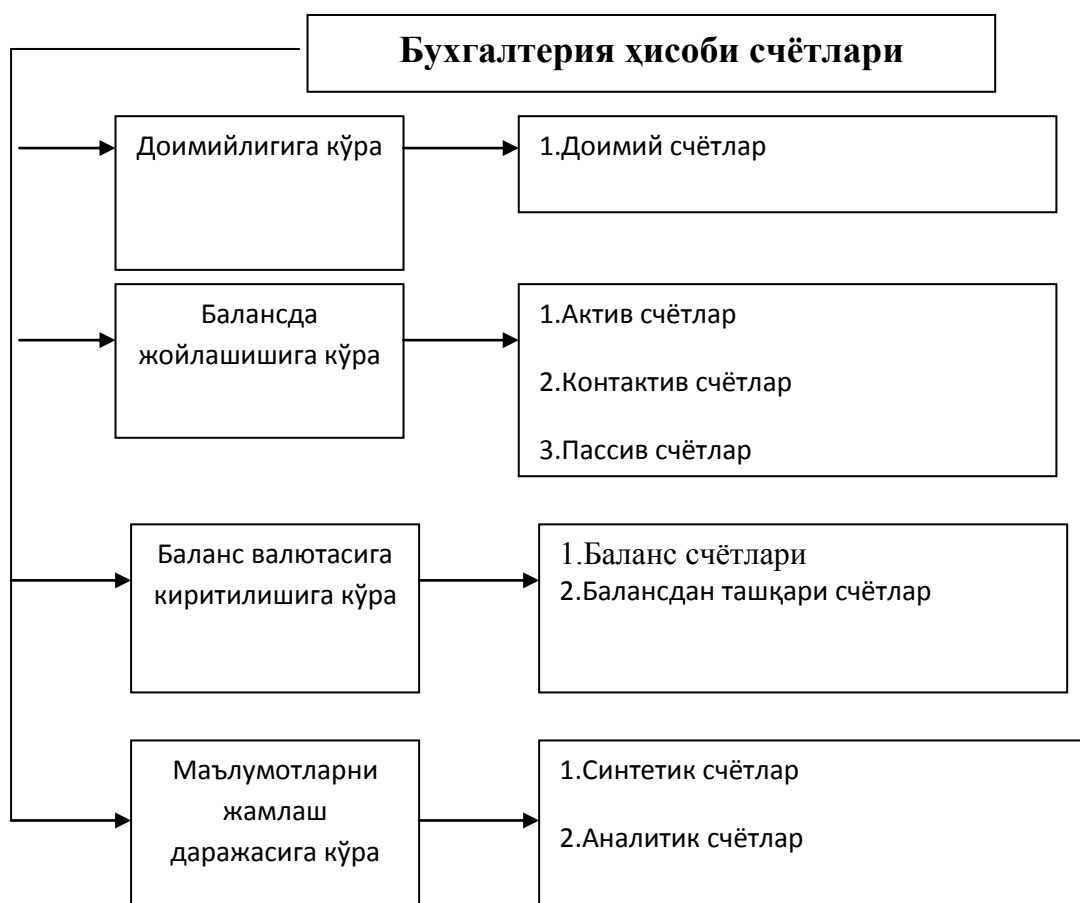 Бухгалтерия ҳисоби счётлари
Доимийлигига кўра
1.Доимий счётлар
Балансда
жойлашишига кўра
1.Актив счётлар
2.Контактив счётлар
3.Пассив счётлар
Баланс валютасига
киритилишига кўра
1.Баланс счётлари
2.Балансдан ташқари счётлар
Маълумотларни
жамлаш
даражасига кўра
1.Синтетик счётлар
2.Аналитик счётлар